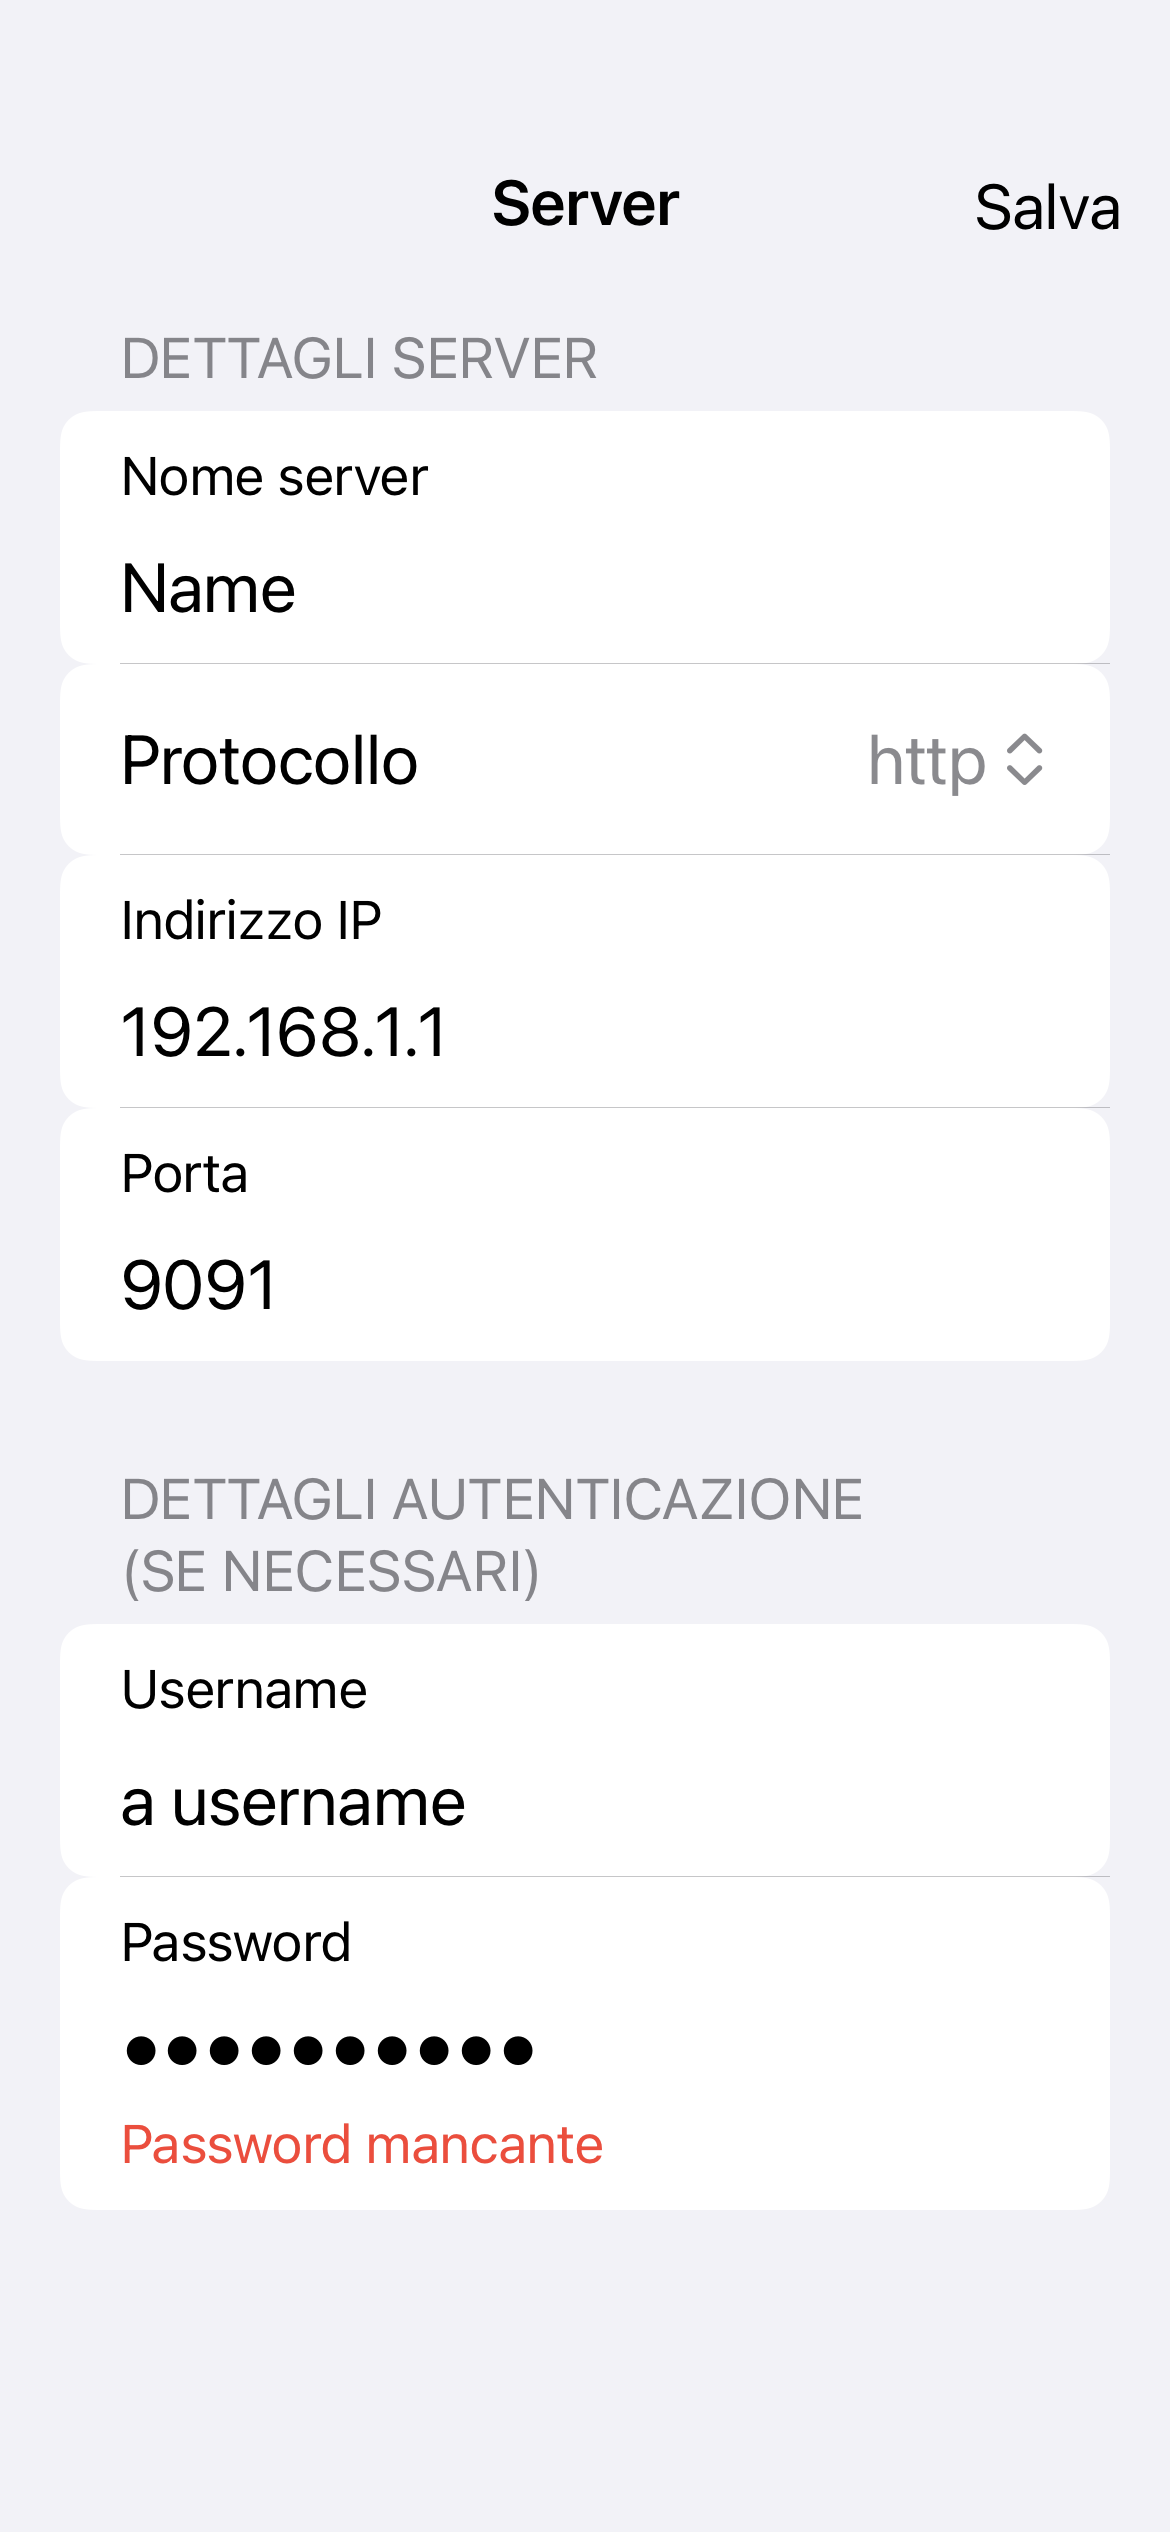 Server
Salva
DETTAGLI SERVER
Nome server
Name
Protocollo
http
Indirizzo IP
192.168.1.1
Porta
9091
DETTAGLI AUTENTICAZIONE
(SE NECESSARI)
Username
a username
Password
●●●●●●●●●●
Password mancante